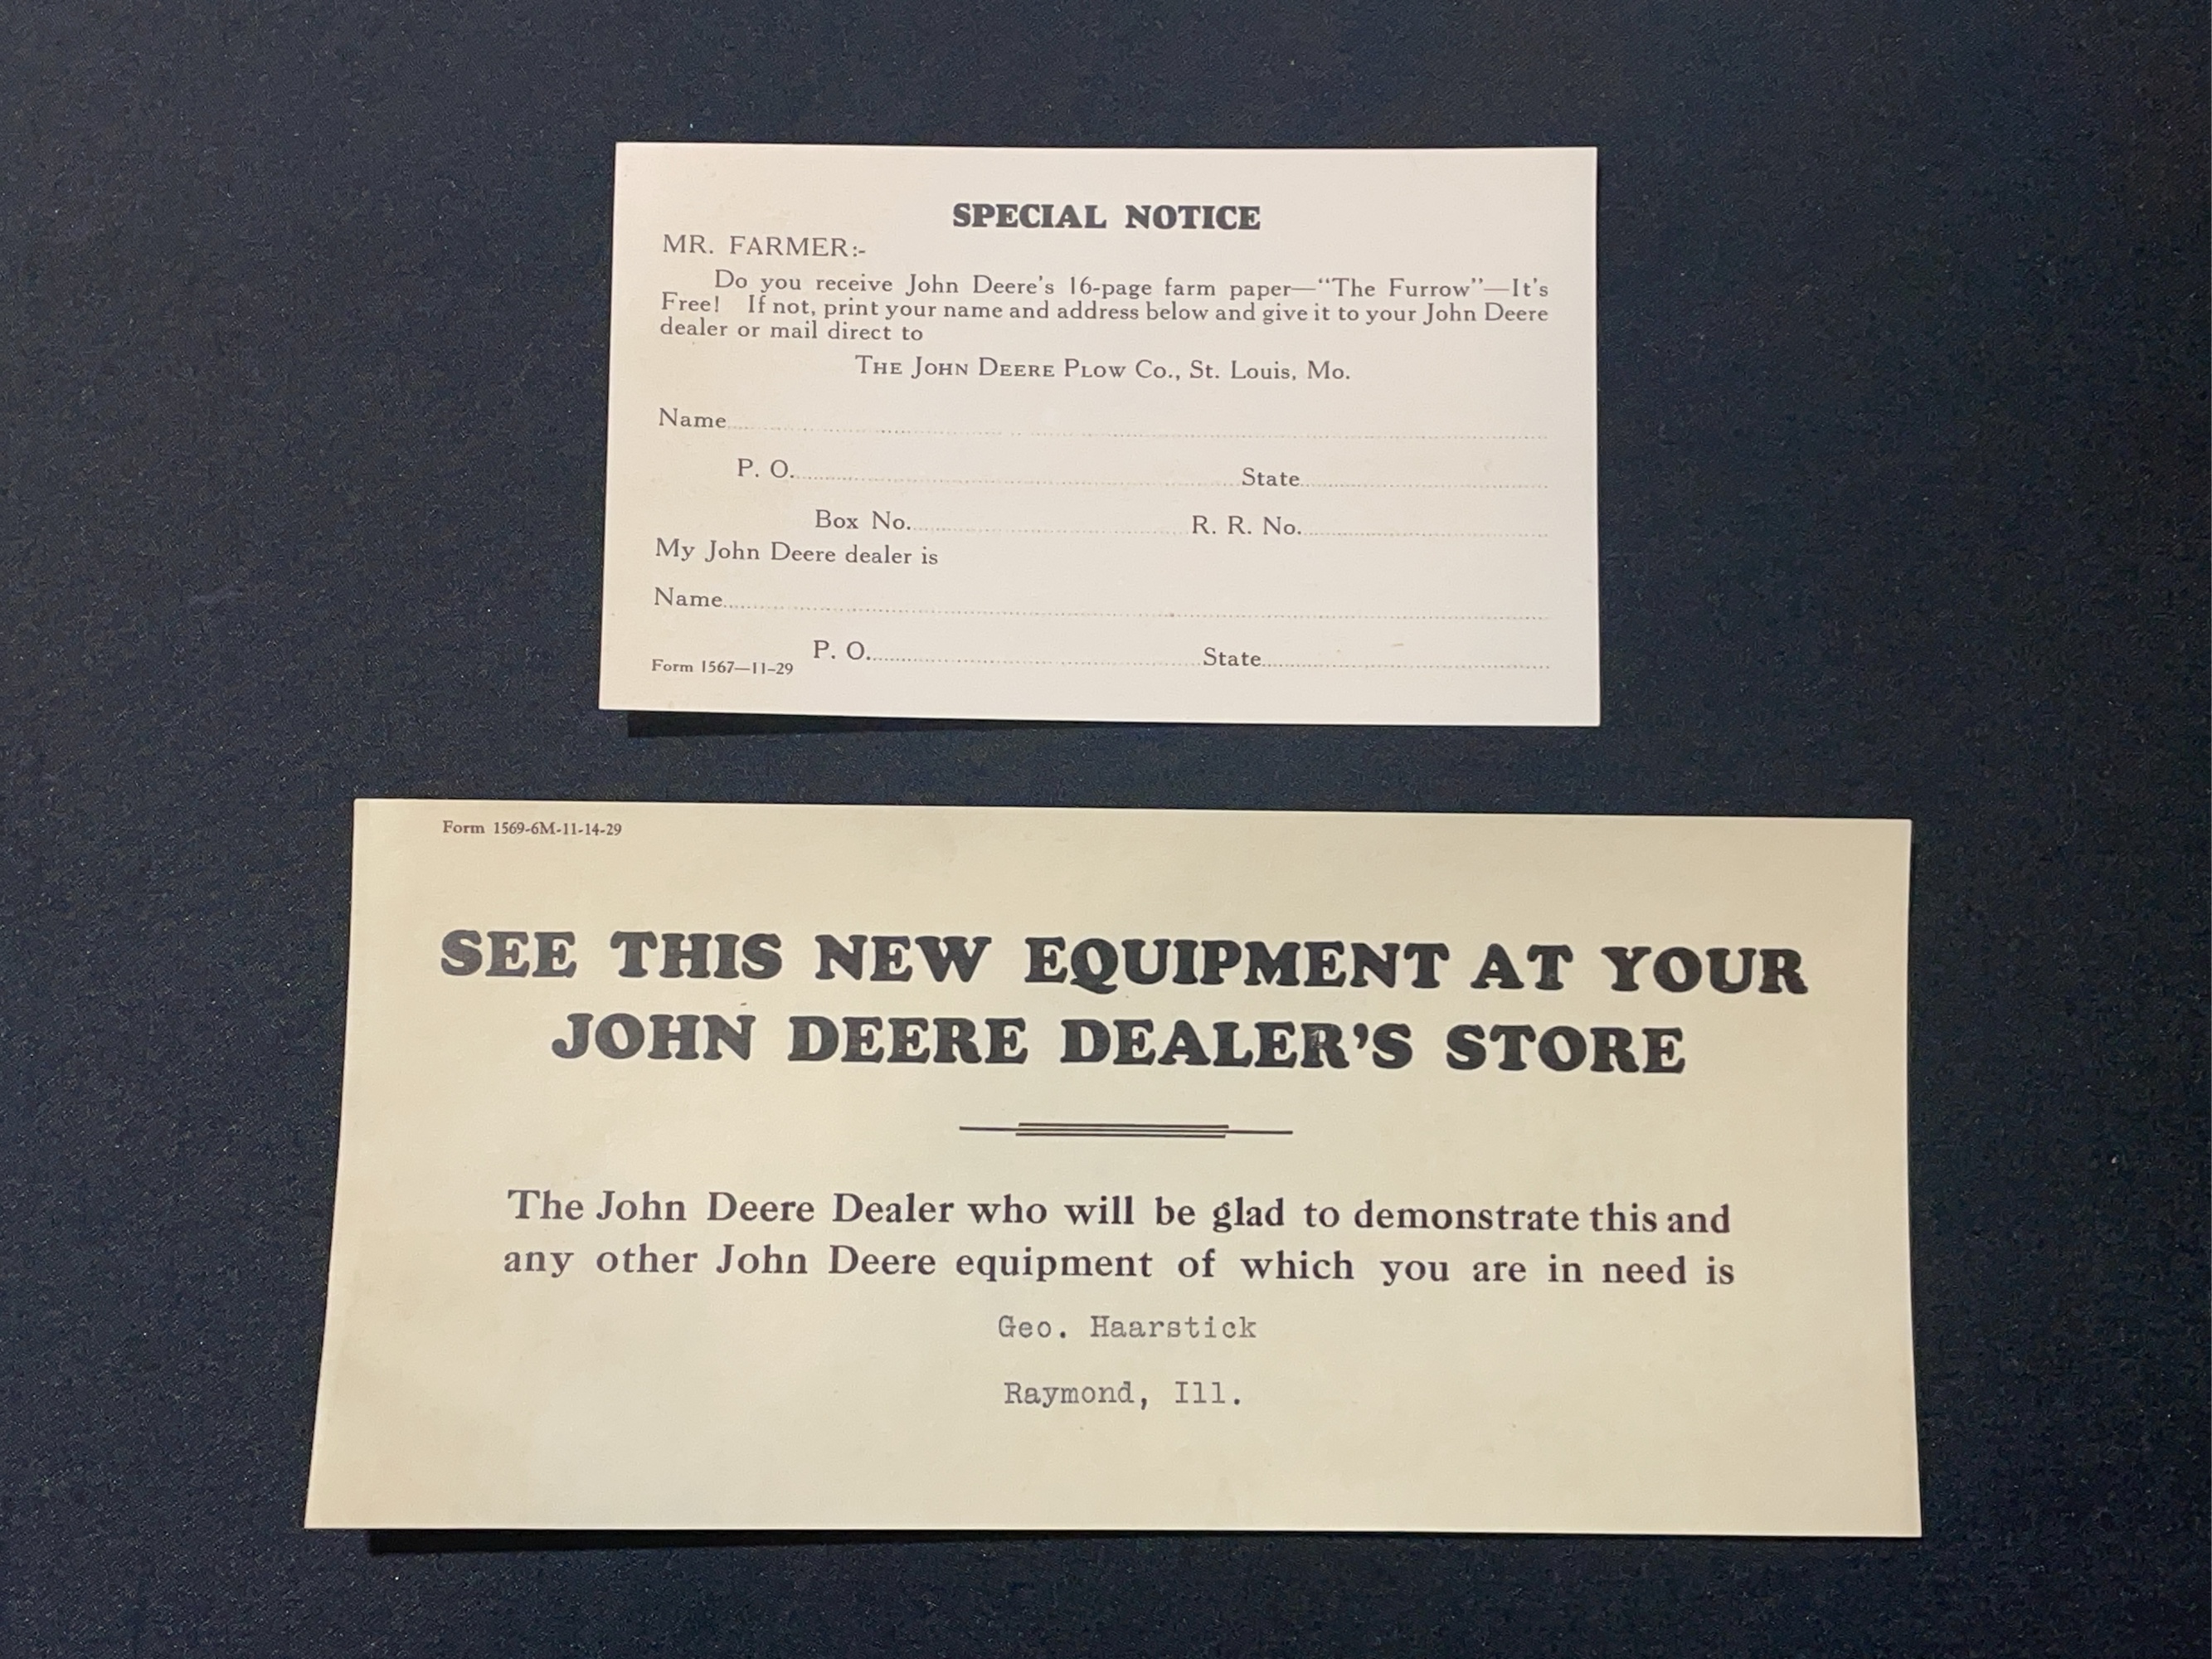 SPECIAL NOTICE
MR. FARMER:-
Do you receive John Deere's 16-page farm paper—"The Furrow"—It's
Free! If not, print your name and address below and give it to your John Deere
dealer or mail direct to
THE JOHN DEERE PLOW CO., St. Louis, Mo.
Name
P. O. State
Box No. R. R. No.
My John Deere dealer is
Name
P. O. State
Form 1567—11-29
Form 1569-6M-11-14-29
SEE THIS NEW EQUIPMENT AT YOUR
JOHN DEERE DEALER'S STORE
The John Deere Dealer who will be glad to demonstrate this and
any other John Deere equipment of which you are in need is
Geo. Haarstick
Raymond, Ill.